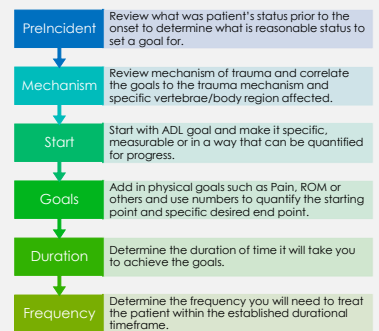 PreIncident
Review what was patient's status prior to the
onset to determine what is reasonable status to
set a goal for.
Mechanism
Review mechanism of trauma and correlate
the goals to the trauma mechanism and
specific vertebrae/body region affected.
Start
Start with ADL goal and make it specific,
measurable or in a way that can be quantified
for progress.
Goals
Add in physical goals such as Pain, ROM or
others and use numbers to quantify the starting
point and specific desired end point.
Duration
Determine the duration of time it will take you
to achieve the goals.
Frequency
Determine the frequency you will need to treat
the patient within the established durational
timeframe.